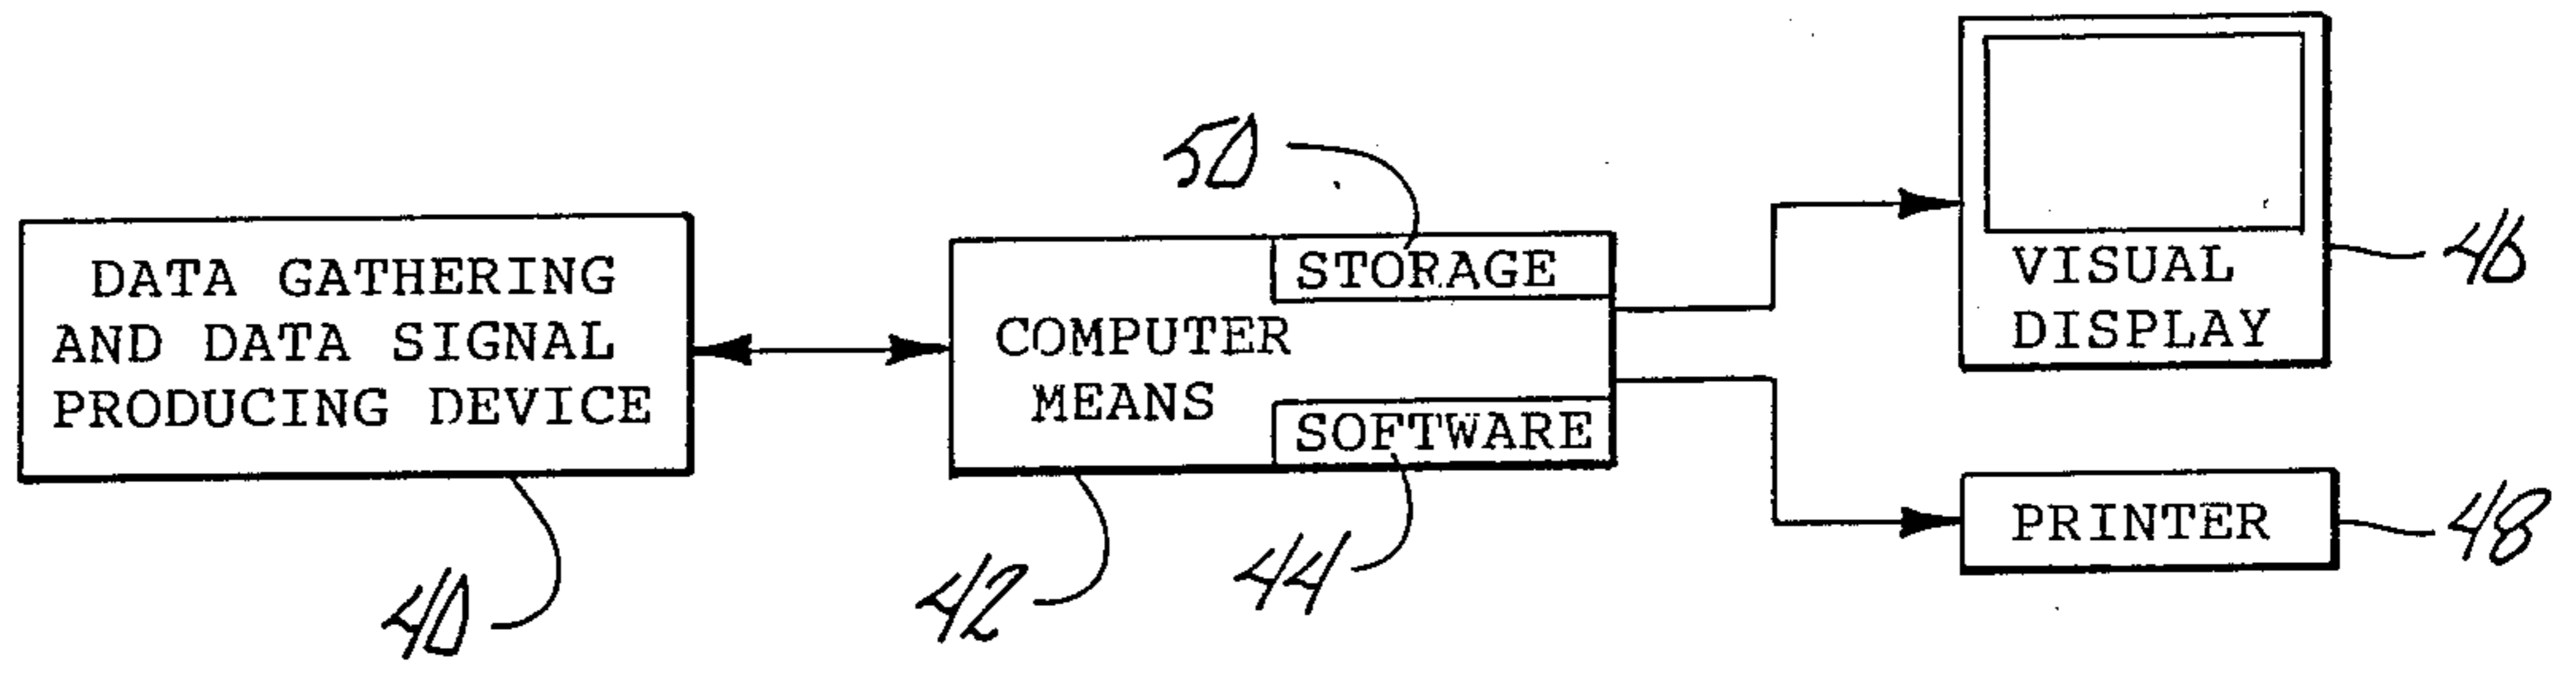 50
DATA GATHERING
AND DATA SIGNAL
PRODUCING DEVICE
40
STORAGE
COMPUTER
MEANS
SOFTWARE
42
44
VISUAL
DISPLAY
46
PRINTER
48